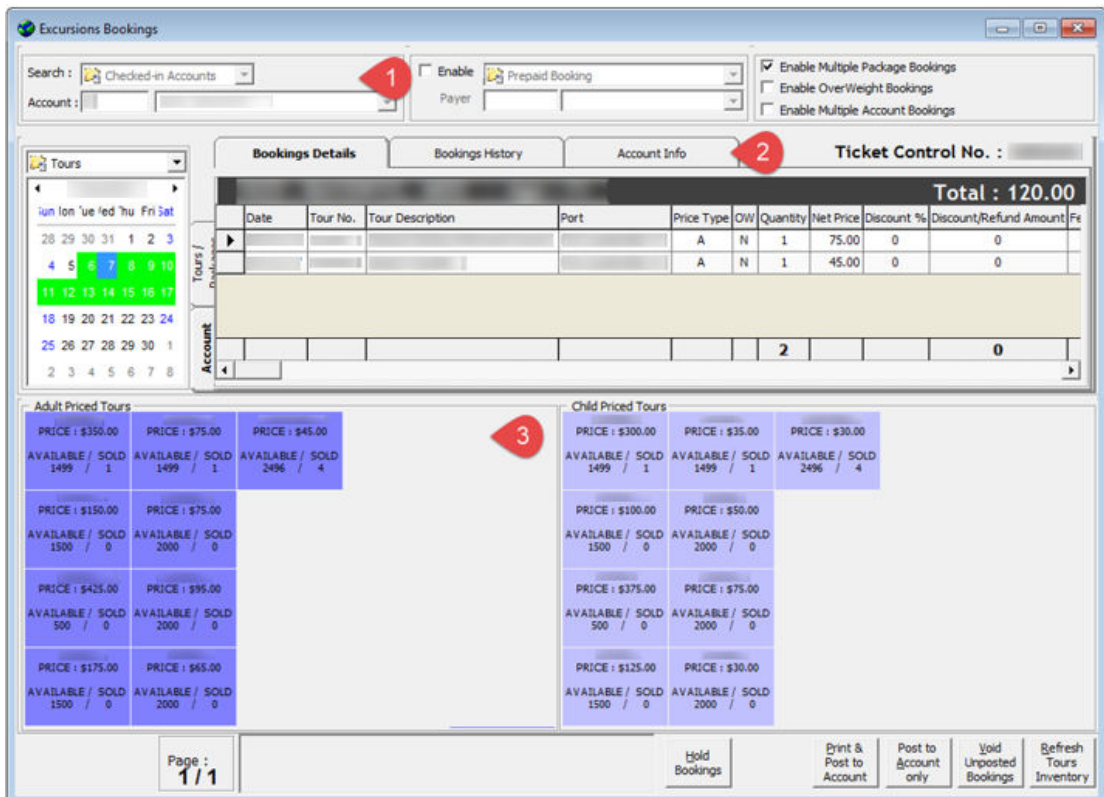 Excursions Bookings
Search : Checked-in Accounts
Account :
1
Enable Prepaid Booking
Payer
Enable Multiple Package Bookings
Enable OverWeight Bookings
Enable Multiple Account Bookings
Tours
Bookings Details Bookings History Account Info 2 Ticket Control No. :
Total : 120.00
Date Tour No. Tour Description Port Price Type OW Quantity Net Price Discount % Discount/Refund Amount Fe
A N 1 75.00 0 0
A N 1 45.00 0 0
2 0
Fri Sat
28 29 30 31 1 2 3
4 5 6 7 8 9 10
11 12 13 14 15 16 17
18 19 20 21 22 23 24
25 26 27 28 29 30 1
2 3 4 5 6 7 8
Tours /
Account
Adult Priced Tours
PRICE : $350.00 PRICE : $75.00 PRICE : $45.00
AVAILABLE / SOLD AVAILABLE / SOLD AVAILABLE / SOLD
1499 / 1 1499 / 1 2496 / 4
PRICE : $150.00 PRICE : $75.00
AVAILABLE / SOLD AVAILABLE / SOLD
1500 / 0 2000 / 0
PRICE : $425.00 PRICE : $95.00
AVAILABLE / SOLD AVAILABLE / SOLD
500 / 0 2000 / 0
PRICE : $175.00 PRICE : $65.00
AVAILABLE / SOLD AVAILABLE / SOLD
1500 / 0 2000 / 0
3
Child Priced Tours
PRICE : $300.00 PRICE : $35.00 PRICE : $30.00
AVAILABLE / SOLD AVAILABLE / SOLD AVAILABLE / SOLD
1499 / 1 1499 / 1 2496 / 4
PRICE : $100.00 PRICE : $50.00
AVAILABLE / SOLD AVAILABLE / SOLD
1500 / 0 2000 / 0
PRICE : $375.00 PRICE : $75.00
AVAILABLE / SOLD AVAILABLE / SOLD
500 / 0 2000 / 0
PRICE : $125.00 PRICE : $30.00
AVAILABLE / SOLD AVAILABLE / SOLD
1500 / 0 2000 / 0
Page :
1 / 1
Hold
Bookings
Print &
Post to
Account
Post to
Account
only
Void
Unposted
Bookings
Refresh
Tours
Inventory